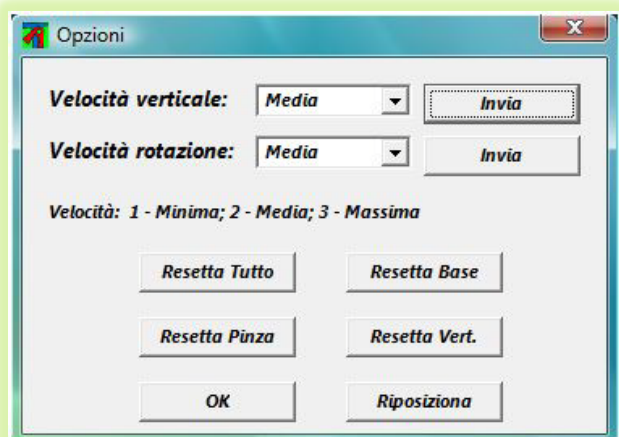 Opzioni
Velocità verticale: Media Invia
Velocità rotazione: Media Invia
Velocità: 1 - Minima; 2 - Media; 3 - Massima
Resetta Tutto Resetta Base
Resetta Pinza Resetta Vert.
OK Riposiziona